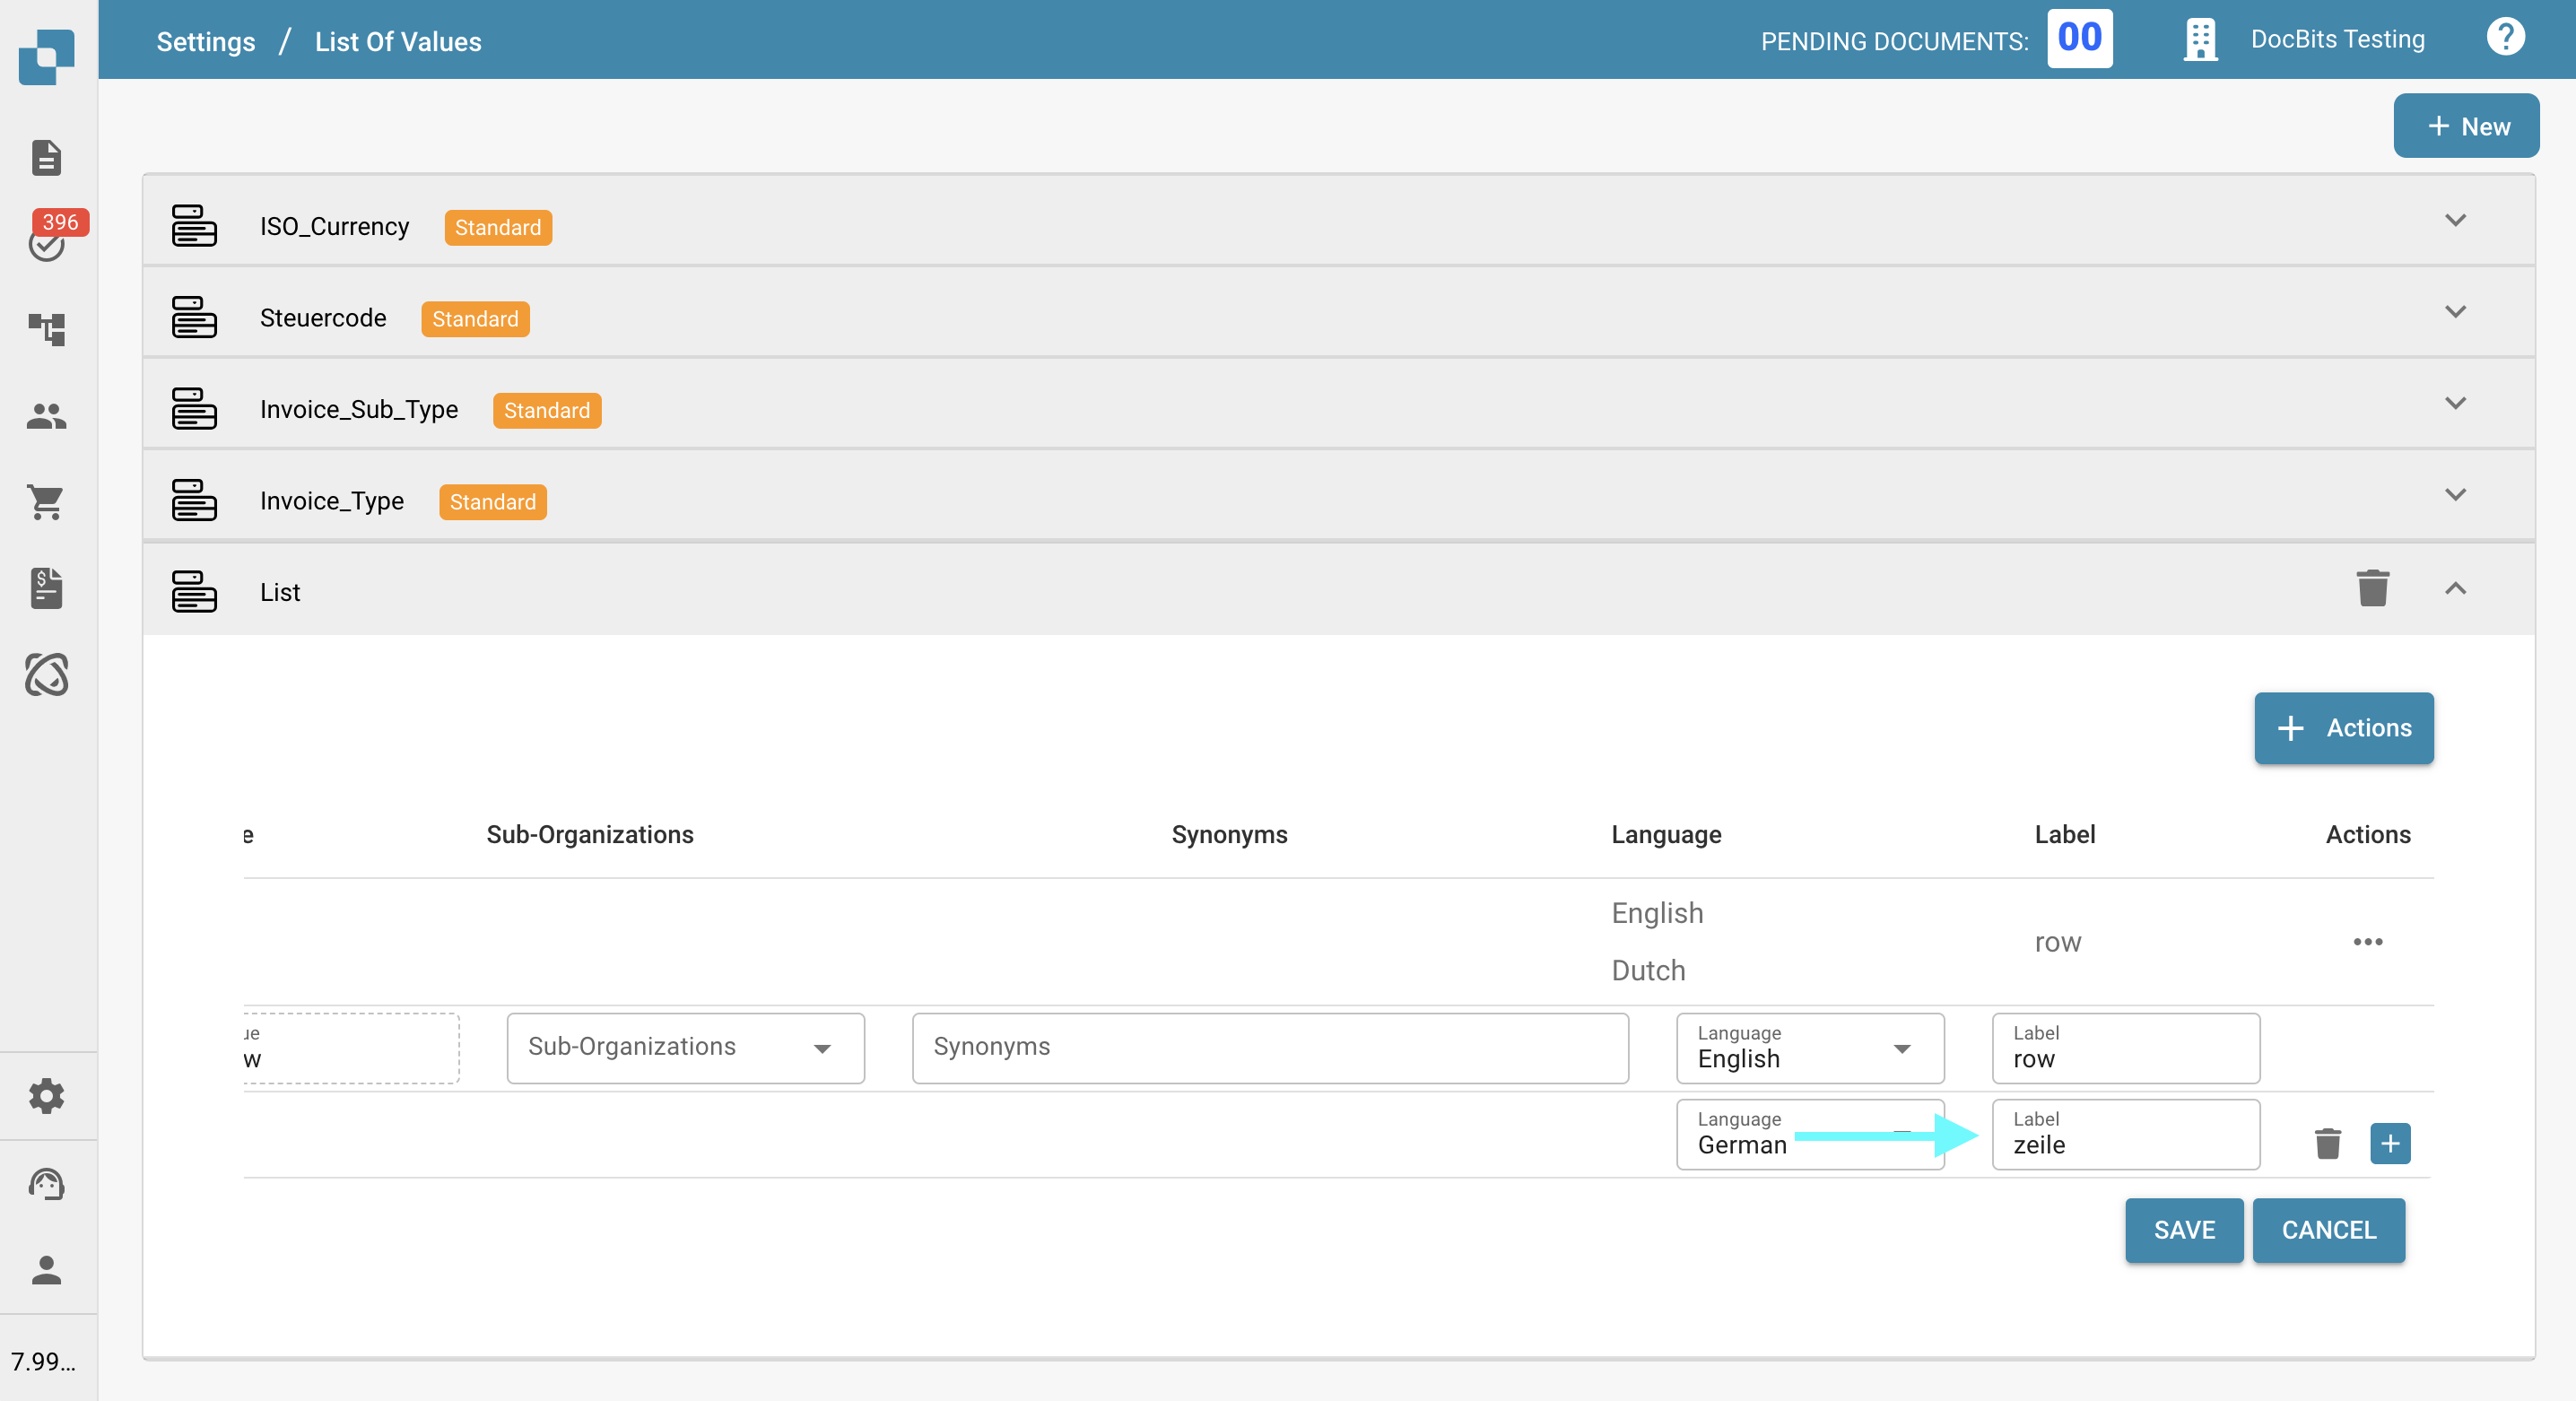 Settings / List Of Values
PENDING DOCUMENTS: 00
DocBits Testing
?
+ New
396
ISO_Currency Standard
Steuercode Standard
Invoice_Sub_Type Standard
Invoice_Type Standard
List
+ Actions
e Sub-Organizations Synonyms Language Label Actions
English
Dutch
row
ue
w
Sub-Organizations
Synonyms
Language
English
Label
row
Language
German
Label
zeile
SAVE CANCEL
7.99...